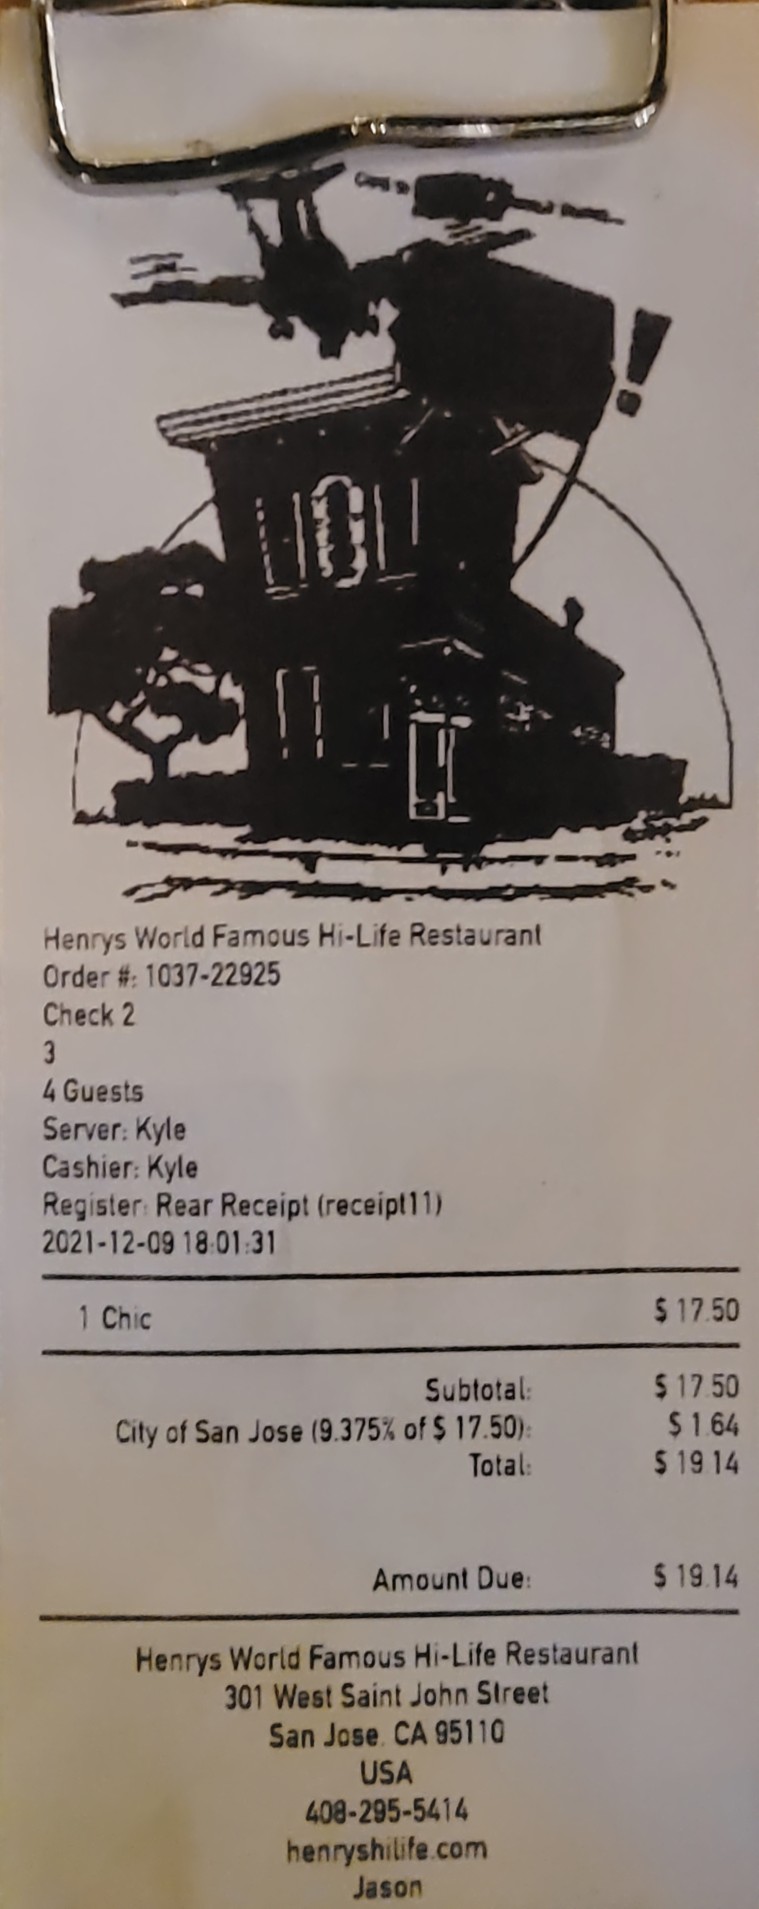 Henrys World Famous Hi-Life Restaurant
Order #: 1037-22925
Check 2
3
4 Guests
Server: Kyle
Cashier: Kyle
Register: Rear Receipt (receipt11)
2021-12-09 18:01:31
1 Chic $ 17.50
Subtotal: $ 17.50
City of San Jose (9.375% of $ 17.50): $ 1.64
Total: $ 19.14
Amount Due: $ 19.14
Henrys World Famous Hi-Life Restaurant
301 West Saint John Street
San Jose, CA 95110
USA
408-295-5414
henryshilife.com
Jason